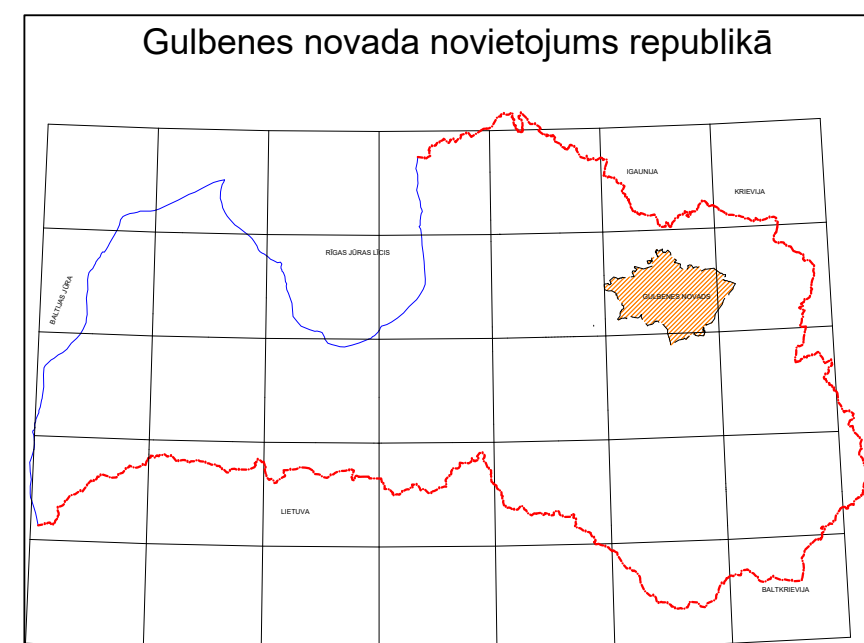 Gulbenes novada novietojums republikā
IGAUNIJA
KRIEVIJA
RĪGAS JŪRAS LĪCIS
BALTIJAS JŪRA
GULBENES NOVADS
LIETUVA
BALTKRIEVIJA